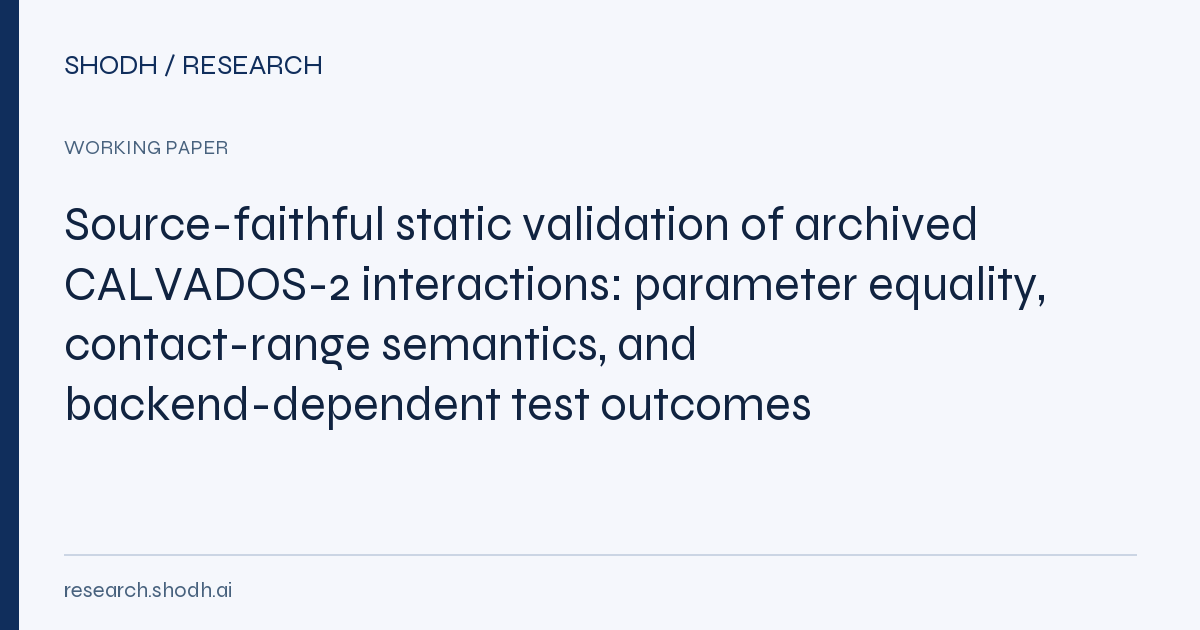 SHODH / RESEARCH
WORKING PAPER
Source-faithful static validation of archived
CALVADOS-2 interactions: parameter equality,
contact-range semantics, and
backend-dependent test outcomes
research.shodh.ai